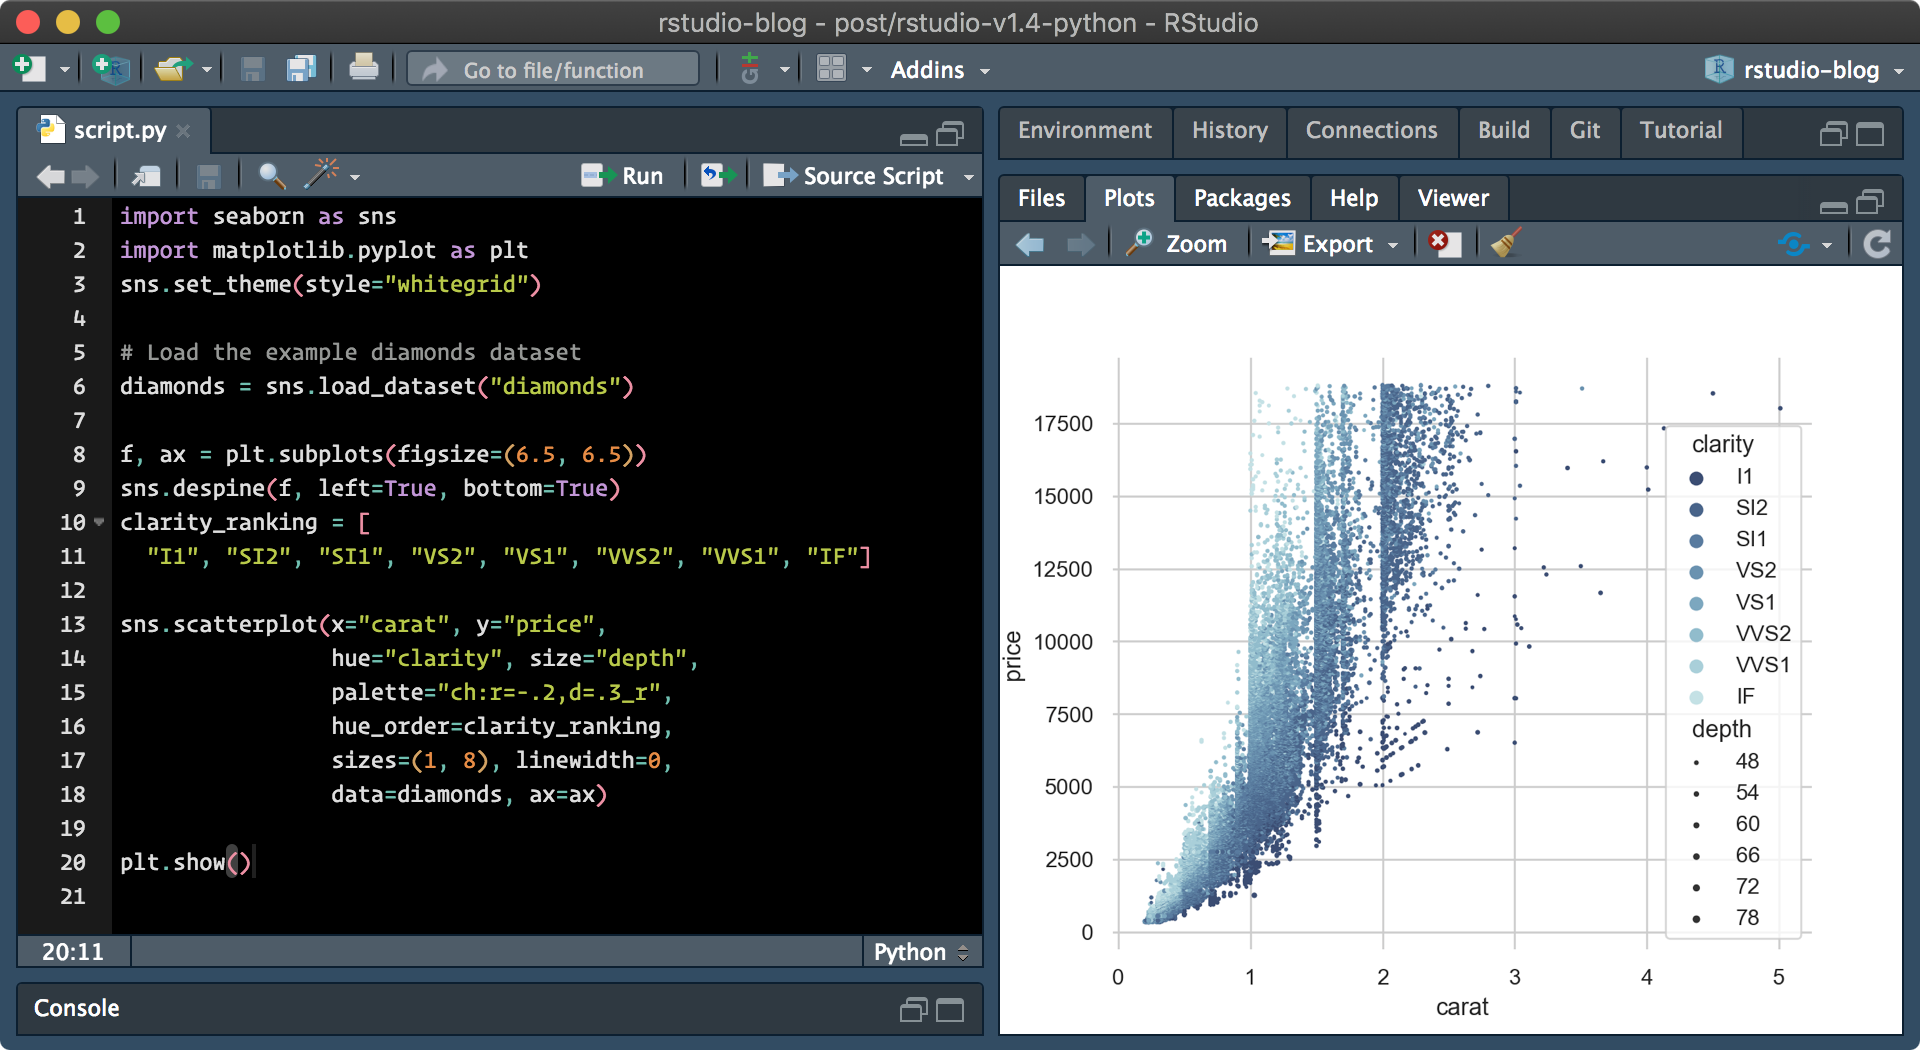 rstudio-blog - post/rstudio-v1.4-python - RStudio
Go to file/function
Addins
rstudio-blog
script.py
Run
Source Script
1 import seaborn as sns
2 import matplotlib.pyplot as plt
3 sns.set_theme(style="whitegrid")
4
5 # Load the example diamonds dataset
6 diamonds = sns.load_dataset("diamonds")
7
8 f, ax = plt.subplots(figsize=(6.5, 6.5))
9 sns.despine(f, left=True, bottom=True)
10 clarity_ranking = [
11   "I1", "SI2", "SI1", "VS2", "VS1", "VVS2", "VVS1", "IF"]
12
13 sns.scatterplot(x="carat", y="price",
14                 hue="clarity", size="depth",
15                 palette="ch:r=-.2,d=.3_r",
16                 hue_order=clarity_ranking,
17                 sizes=(1, 8), linewidth=0,
18                 data=diamonds, ax=ax)
19
20 plt.show()
21
20:11
Python
Console
Environment History Connections Build Git Tutorial
Files Plots Packages Help Viewer
Zoom Export
17500
15000
12500
10000
7500
5000
2500
0
price
0 1 2 3 4 5
carat
clarity
I1
SI2
SI1
VS2
VS1
VVS2
VVS1
IF
depth
48
54
60
66
72
78